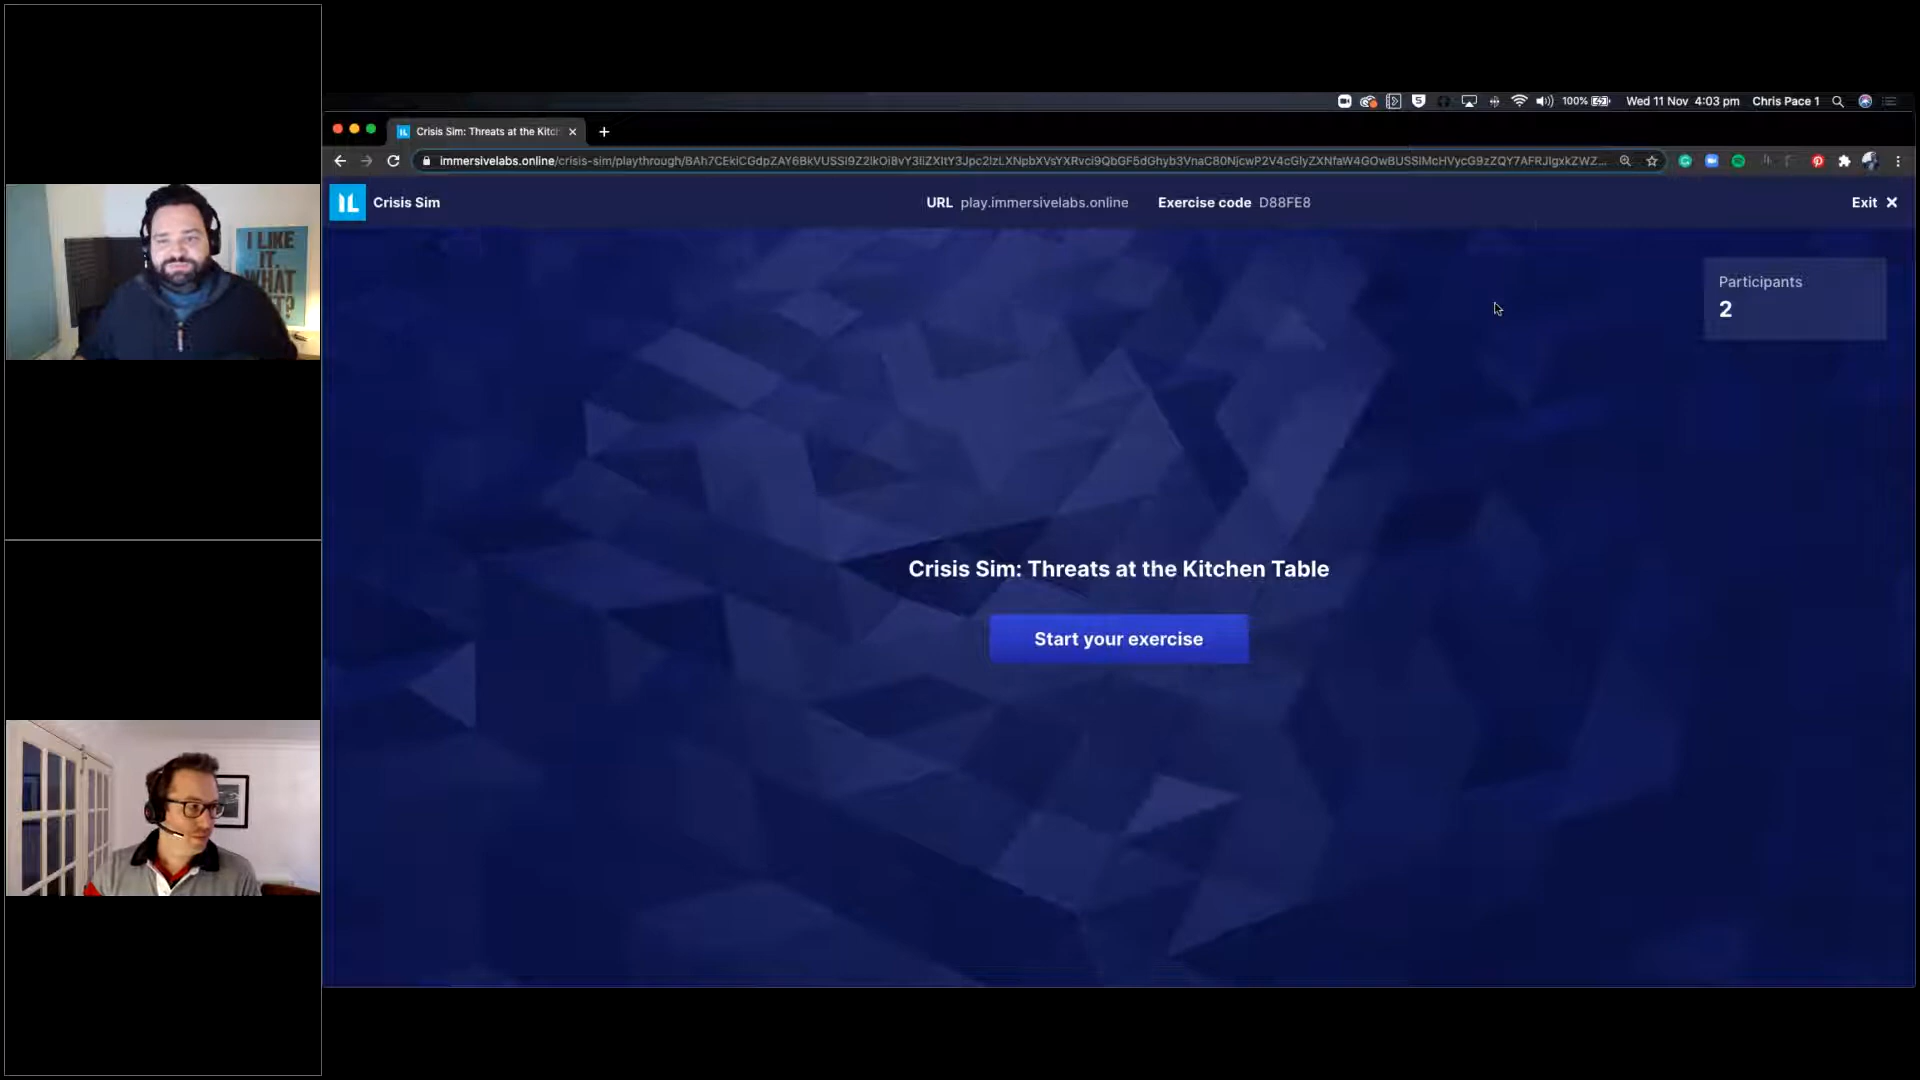 100%
Wed 11 Nov 4:03 pm
Chris Pace 1
Crisis Sim: Threats at the Kitch
immersivelabs.online/crisis-sim/playthrough/
Crisis Sim
URL play.immersivelabs.online
Exercise code D88FE8
Exit
Participants
2
I LIKE
IT.
WHAT
Crisis Sim: Threats at the Kitchen Table
Start your exercise